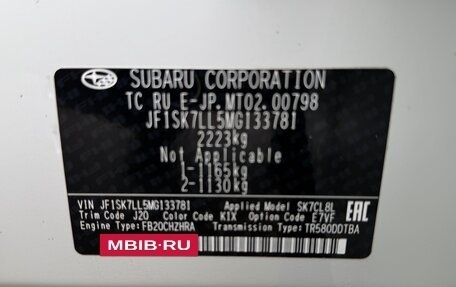 SUBARU CORPORATION
TC RU E-JP.MT02.00798
JF1SK7LL5MG133781
2223kg
Not Applicable
1-1165kg
2-1130kg
VIN JF1SK7LL5MG133781 Applied Model SK7CL8L
Trim Code J20 Color Code K1X Option Code E7VF
Engine Type: FB20CHZHRA Transmission Type: TR580DDTBA
EAC
MBIB.RU